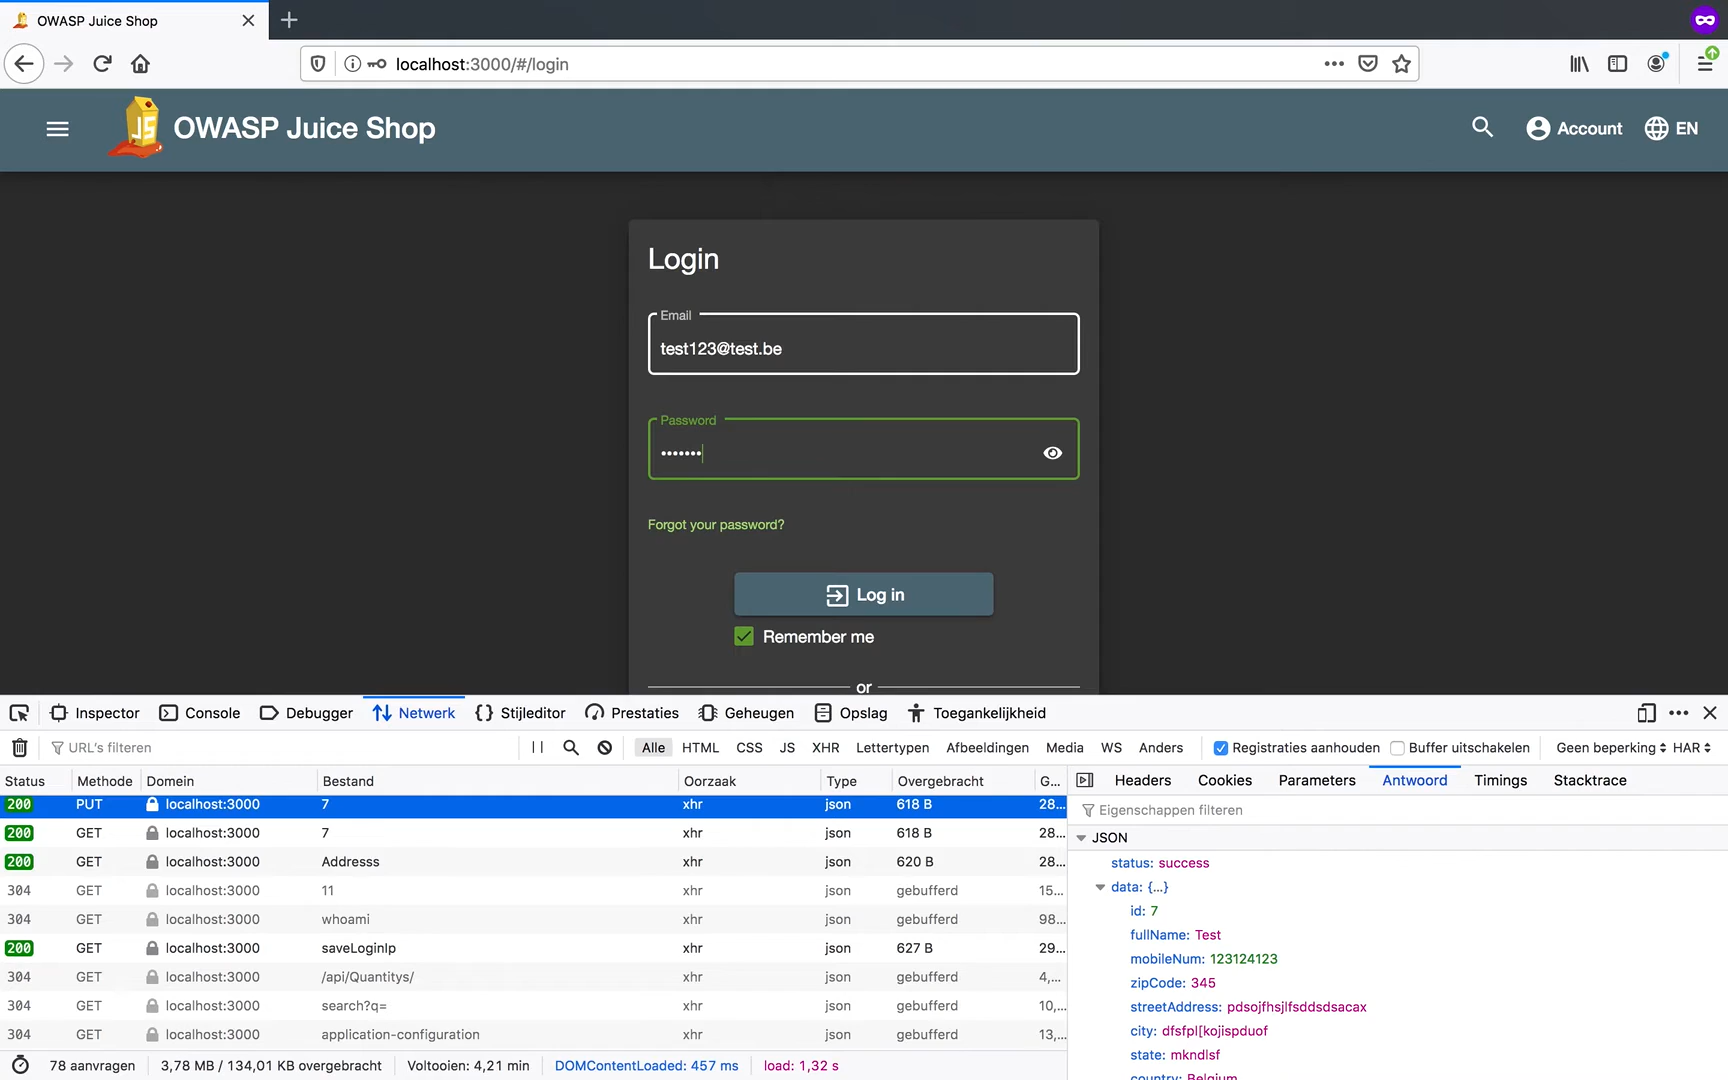 OWASP Juice Shop
localhost:3000/#/login
JS OWASP Juice Shop
Account EN
Login
Email
test123@test.be
Password
•••••••
Forgot your password?
Log in
Remember me
or
Inspector Console Debugger Netwerk Stijleditor Prestaties Geheugen Opslag Toegankelijkheid
URL's filteren Alle HTML CSS JS XHR Lettertypen Afbeeldingen Media WS Anders Registraties aanhouden Buffer uitschakelen Geen beperking HAR
Status Methode Domein Bestand Oorzaak Type Overgebracht G...
200 PUT localhost:3000 7 xhr json 618 B 28...
200 GET localhost:3000 7 xhr json 618 B 28...
200 GET localhost:3000 Addresss xhr json 620 B 28...
304 GET localhost:3000 11 xhr json gebufferd 15...
304 GET localhost:3000 whoami xhr json gebufferd 98...
200 GET localhost:3000 saveLoginIp xhr json 627 B 29...
304 GET localhost:3000 /api/Quantitys/ xhr json gebufferd 4,...
304 GET localhost:3000 search?q= xhr json gebufferd 10,...
304 GET localhost:3000 application-configuration xhr json gebufferd 13,...
78 aanvragen 3,78 MB / 134,01 KB overgebracht Voltooien: 4,21 min DOMContentLoaded: 457 ms load: 1,32 s
Headers Cookies Parameters Antwoord Timings Stacktrace
Eigenschappen filteren
JSON
status: success
data: {...}
id: 7
fullName: Test
mobileNum: 123124123
zipCode: 345
streetAddress: pdsojfhsjlfsddsdsacax
city: dfsfpl[kojispduof
state: mkndlsf
country: Belgium